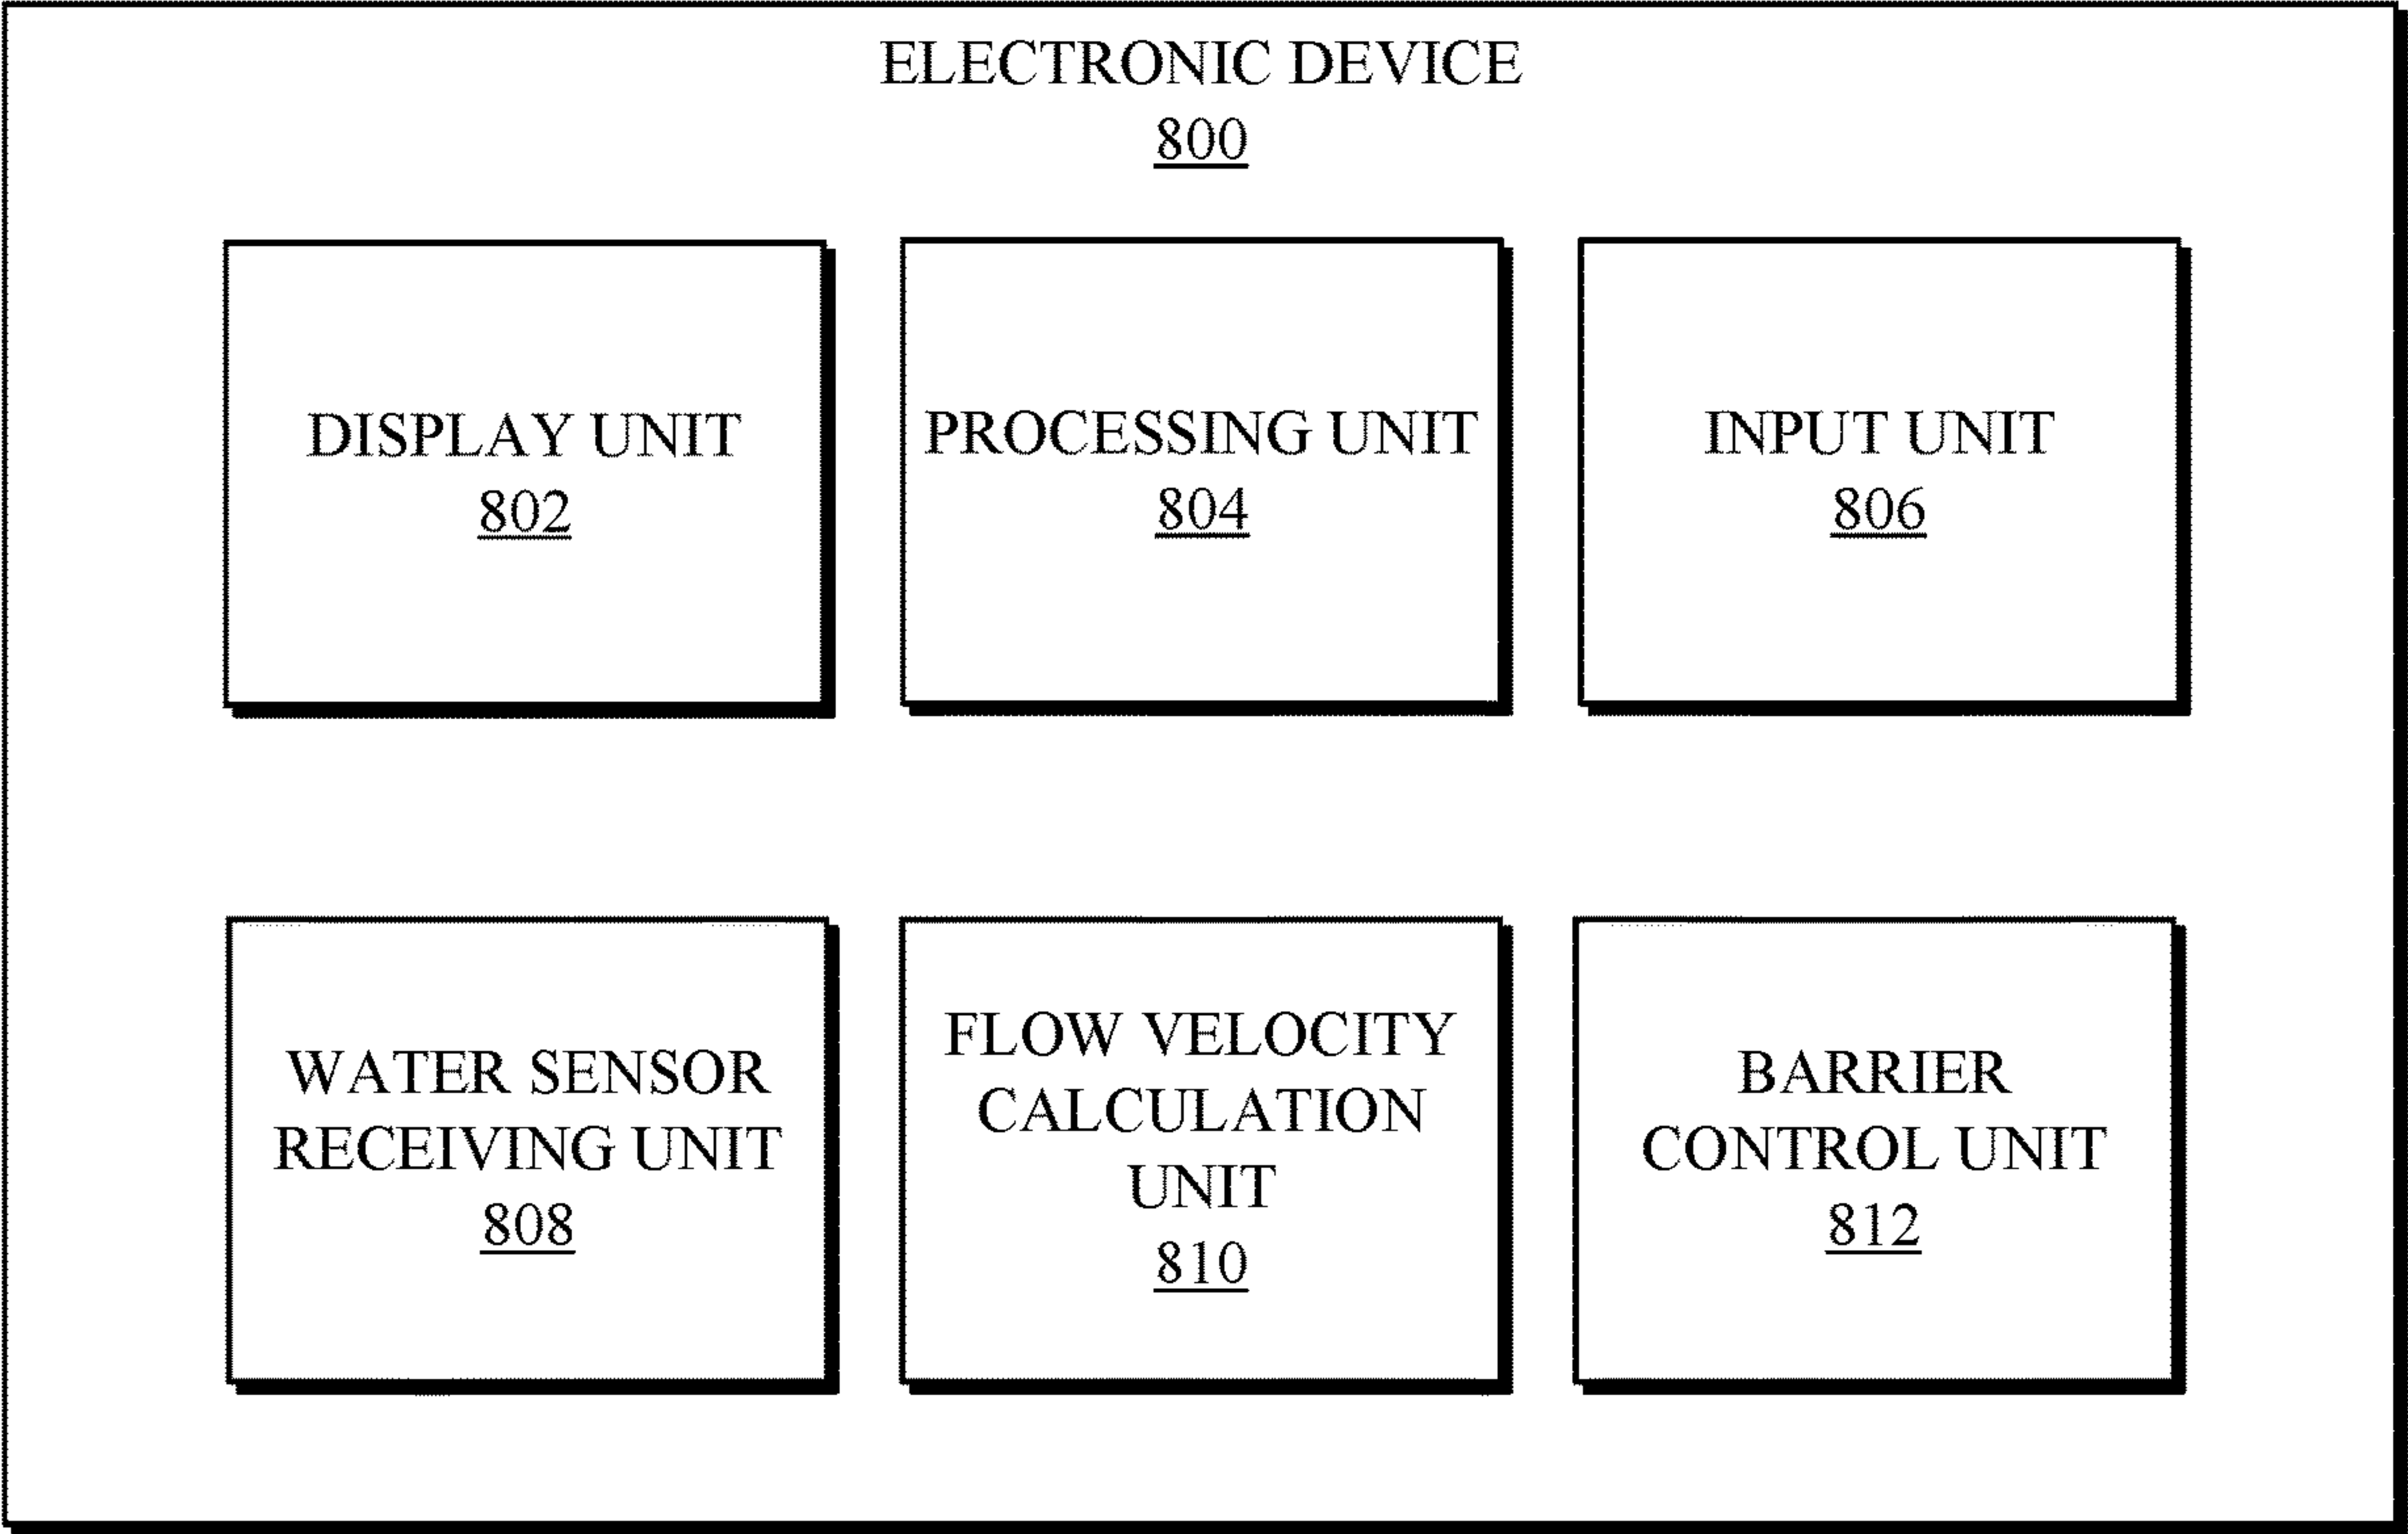 ELECTRONIC DEVICE
800
DISPLAY UNIT
802
PROCESSING UNIT
804
INPUT UNIT
806
WATER SENSOR
RECEIVING UNIT
808
FLOW VELOCITY
CALCULATION
UNIT
810
BARRIER
CONTROL UNIT
812